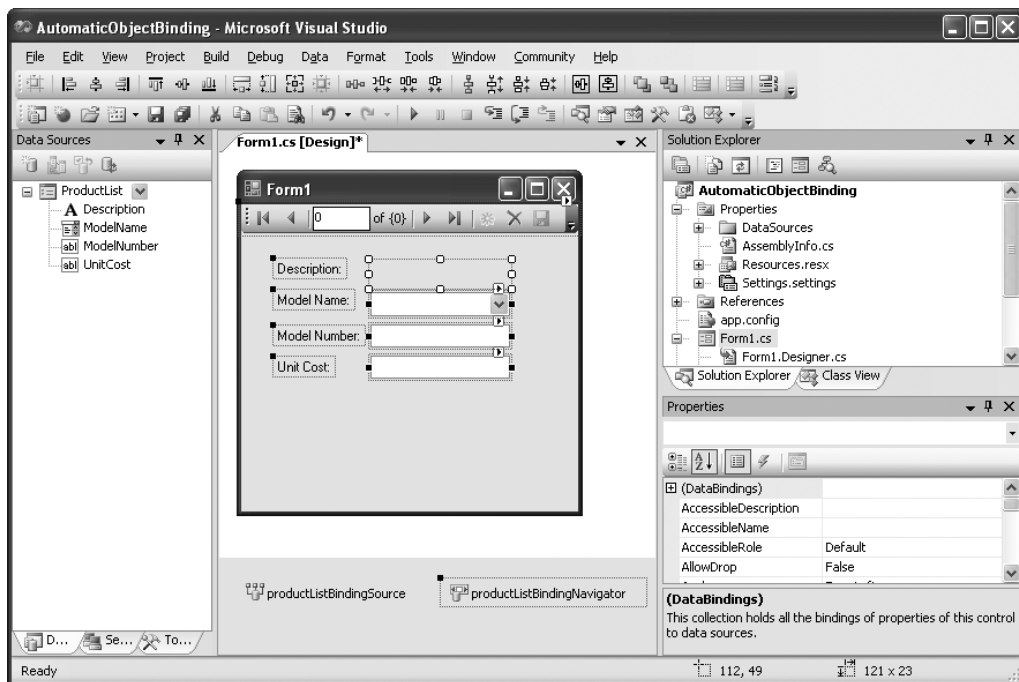 AutomaticObjectBinding - Microsoft Visual Studio
File Edit View Project Build Debug Data Format Tools Window Community Help
Data Sources
ProductList
Description
ModelName
ModelNumber
UnitCost
D...
Se...
To...
Form1.cs [Design]*
Form1
0 of {0}
Description:
Model Name:
Model Number:
Unit Cost:
productListBindingSource
productListBindingNavigator
Solution Explorer
AutomaticObjectBinding
Properties
DataSources
AssemblyInfo.cs
Resources.resx
Settings.settings
References
app.config
Form1.cs
Form1.Designer.cs
Solution Explorer
Class View
Properties
(DataBindings)
AccessibleDescription
AccessibleName
AccessibleRole Default
AllowDrop False
(DataBindings)
This collection holds all the bindings of properties of this control
to data sources.
Ready
112, 49
121 x 23